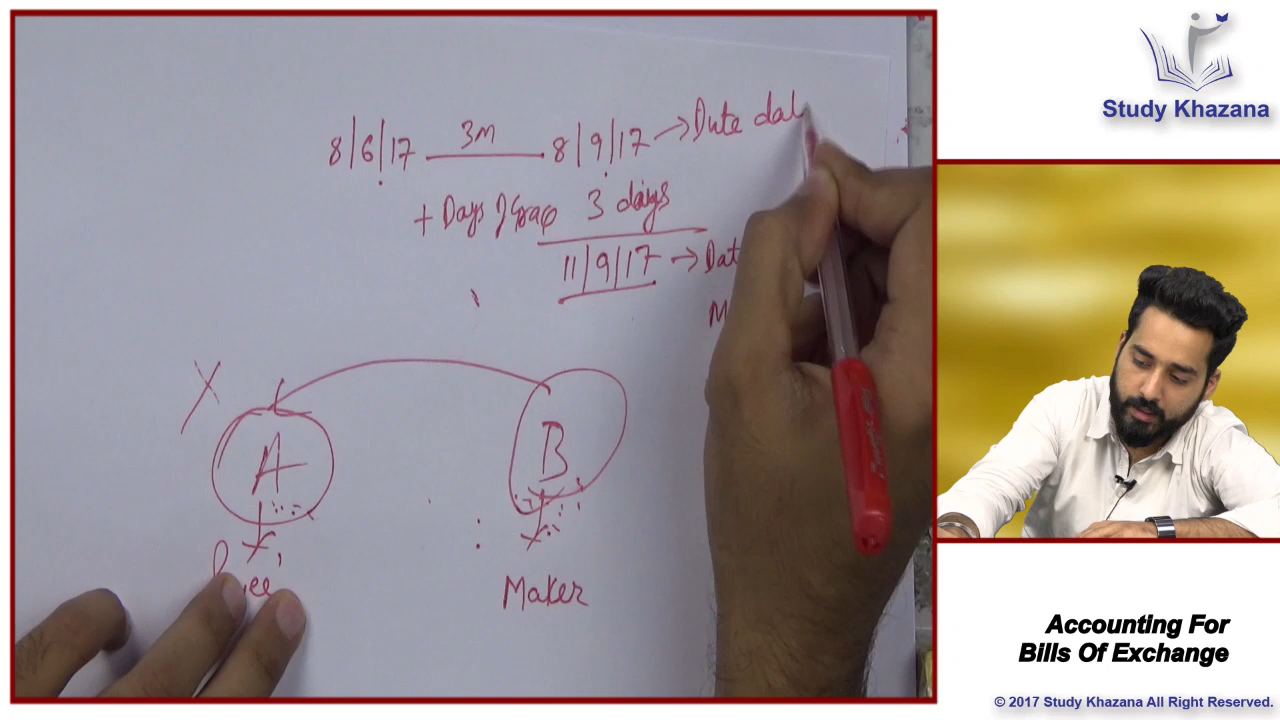 Study Khazana
8/6/17 3m 8/9/17 → Dute dat
+ Days of Grace 3 days
11/9/17 → Dat
M
X
A
B
Maker
Accounting For
Bills Of Exchange
© 2017 Study Khazana All Right Reserved.